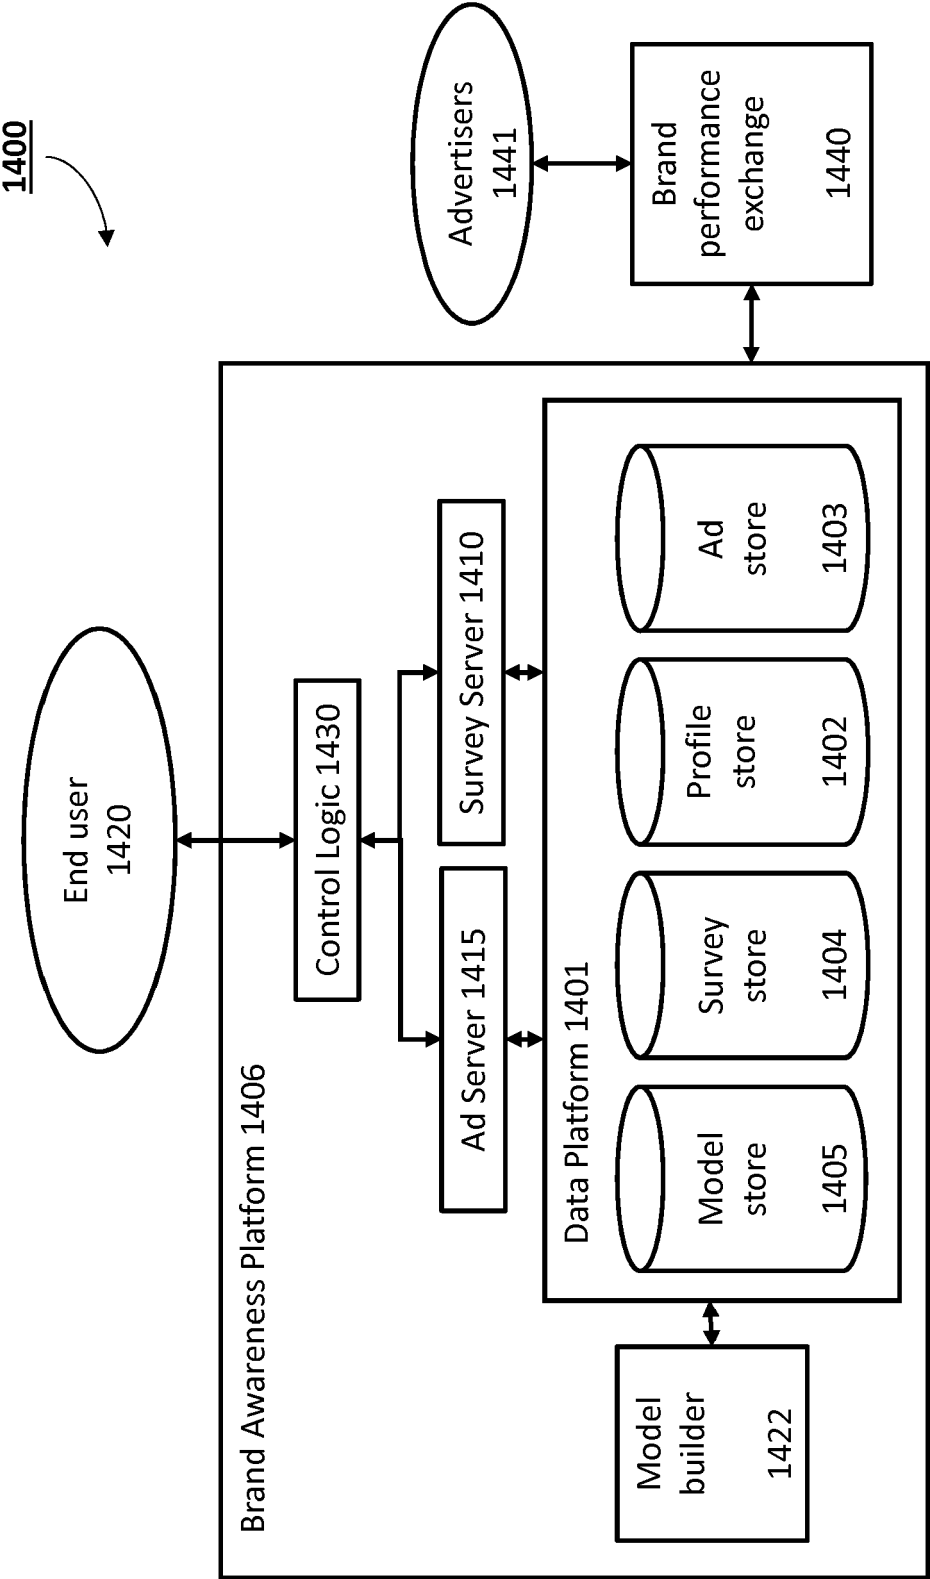 1400
End user
1420
Advertisers
1441
Brand Awareness Platform 1406
Control Logic 1430
Ad Server 1415
Survey Server 1410
Brand
performance
exchange
1440
Data Platform 1401
Model
builder
1422
Model
store
1405
Survey
store
1404
Profile
store
1402
Ad
store
1403